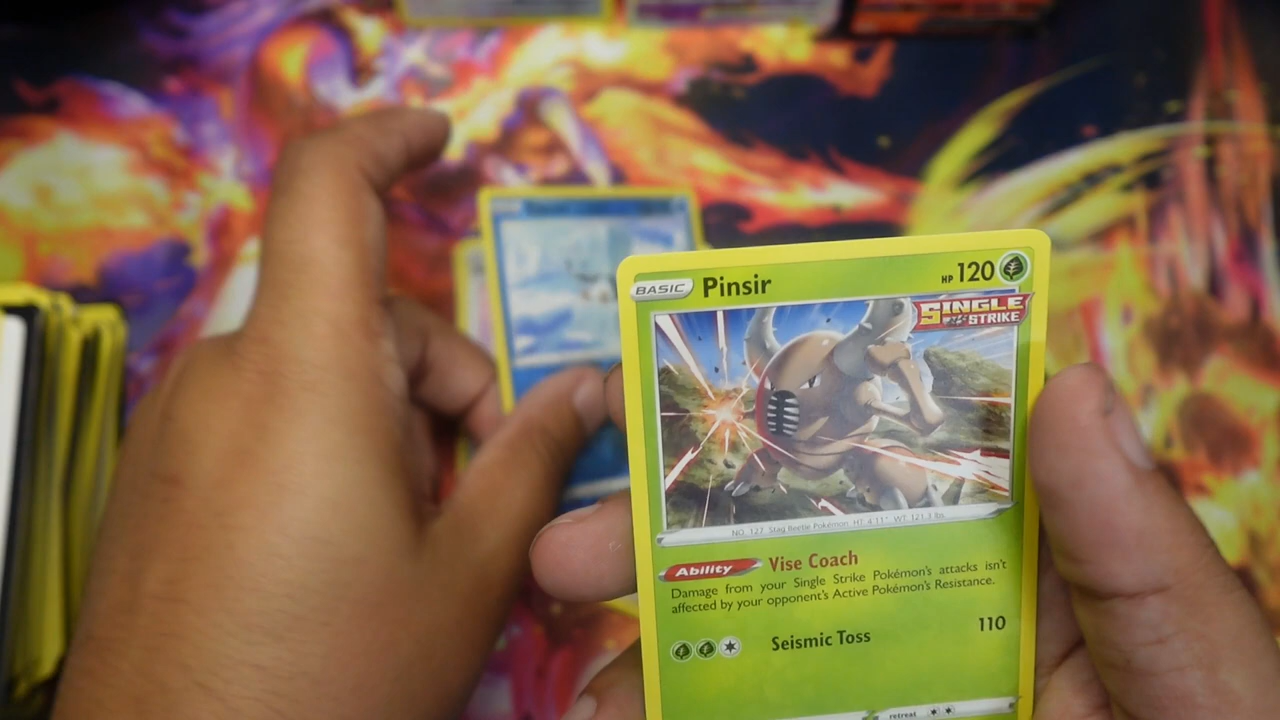 BASIC Pinsir HP 120
SINGLE
STRIKE
NO. 127 Stag Beetle Pokémon HT: 4'11" WT: 121.3 lbs.
Ability Vise Coach
Damage from your Single Strike Pokémon's attacks isn't
affected by your opponent's Active Pokémon's Resistance.
Seismic Toss 110
retreat